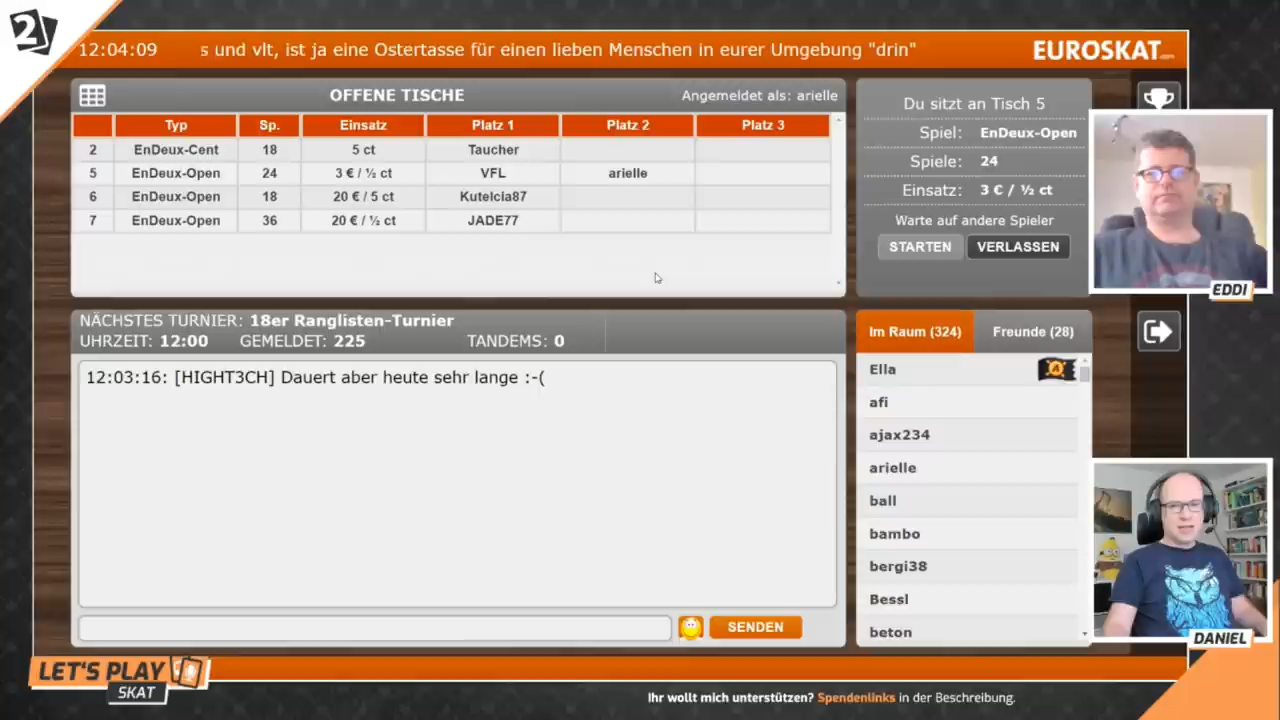 2
12:04:09 s und vlt, ist ja eine Ostertasse für einen lieben Menschen in eurer Umgebung "drin" EUROSKAT.com
OFFENE TISCHE Angemeldet als: arielle
Typ Sp. Einsatz Platz 1 Platz 2 Platz 3
2 EnDeux-Cent 18 5 ct Taucher
5 EnDeux-Open 24 3 € / ½ ct VFL arielle
6 EnDeux-Open 18 20 € / 5 ct Kutelcia87
7 EnDeux-Open 36 20 € / ½ ct JADE77
Du sitzt an Tisch 5
Spiel: EnDeux-Open
Spiele: 24
Einsatz: 3 € / ½ ct
Warte auf andere Spieler
STARTEN VERLASSEN
EDDI
NÄCHSTES TURNIER: 18er Ranglisten-Turnier
UHRZEIT: 12:00 GEMELDET: 225 TANDEMS: 0
12:03:16: [HIGHT3CH] Dauert aber heute sehr lange :-(
SENDEN
Im Raum (324) Freunde (28)
Ella
afi
ajax234
arielle
ball
bambo
bergi38
Bessl
beton
DANIEL
LET'S PLAY
SKAT
Ihr wollt mich unterstützen? Spendenlinks in der Beschreibung.